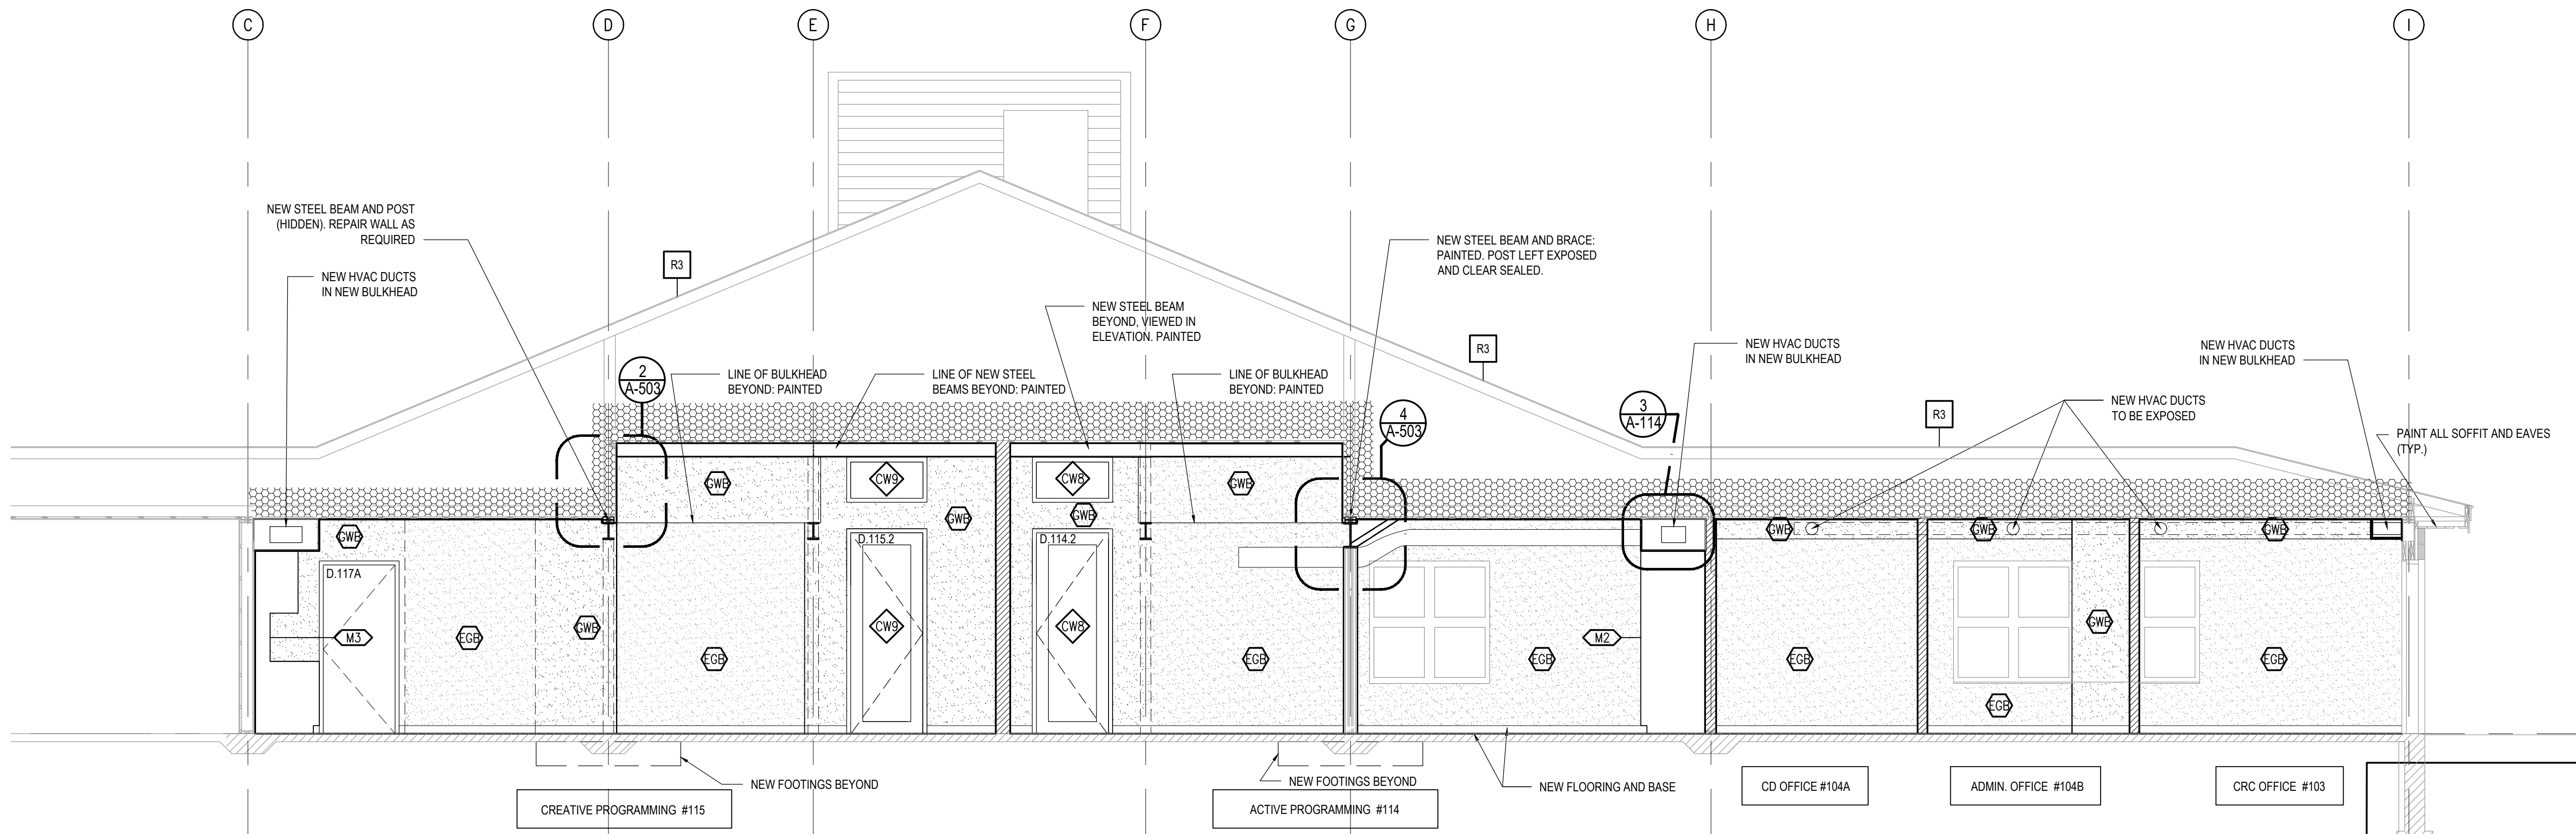 C
D
E
F
G
H
I
NEW STEEL BEAM AND POST
(HIDDEN). REPAIR WALL AS
REQUIRED
NEW HVAC DUCTS
IN NEW BULKHEAD
R3
2
A-503
LINE OF BULKHEAD
BEYOND: PAINTED
LINE OF NEW STEEL
BEAMS BEYOND: PAINTED
NEW STEEL BEAM
BEYOND, VIEWED IN
ELEVATION. PAINTED
LINE OF BULKHEAD
BEYOND: PAINTED
NEW STEEL BEAM AND BRACE:
PAINTED. POST LEFT EXPOSED
AND CLEAR SEALED.
4
A-503
R3
3
A-114
NEW HVAC DUCTS
IN NEW BULKHEAD
R3
NEW HVAC DUCTS
TO BE EXPOSED
NEW HVAC DUCTS
IN NEW BULKHEAD
PAINT ALL SOFFIT AND EAVES
(TYP.)
GWB
CW9
CW8
GWB
GWB
GWB
GWB
D.115.2
D.114.2
GWB
GWB
GWB
D.117A
M3
EGB
GWB
EGB
CW9
CW8
EGB
EGB
M2
EGB
EGB
GWB
EGB
NEW FOOTINGS BEYOND
NEW FOOTINGS BEYOND
NEW FLOORING AND BASE
CREATIVE PROGRAMMING #115
ACTIVE PROGRAMMING #114
CD OFFICE #104A
ADMIN. OFFICE #104B
CRC OFFICE #103